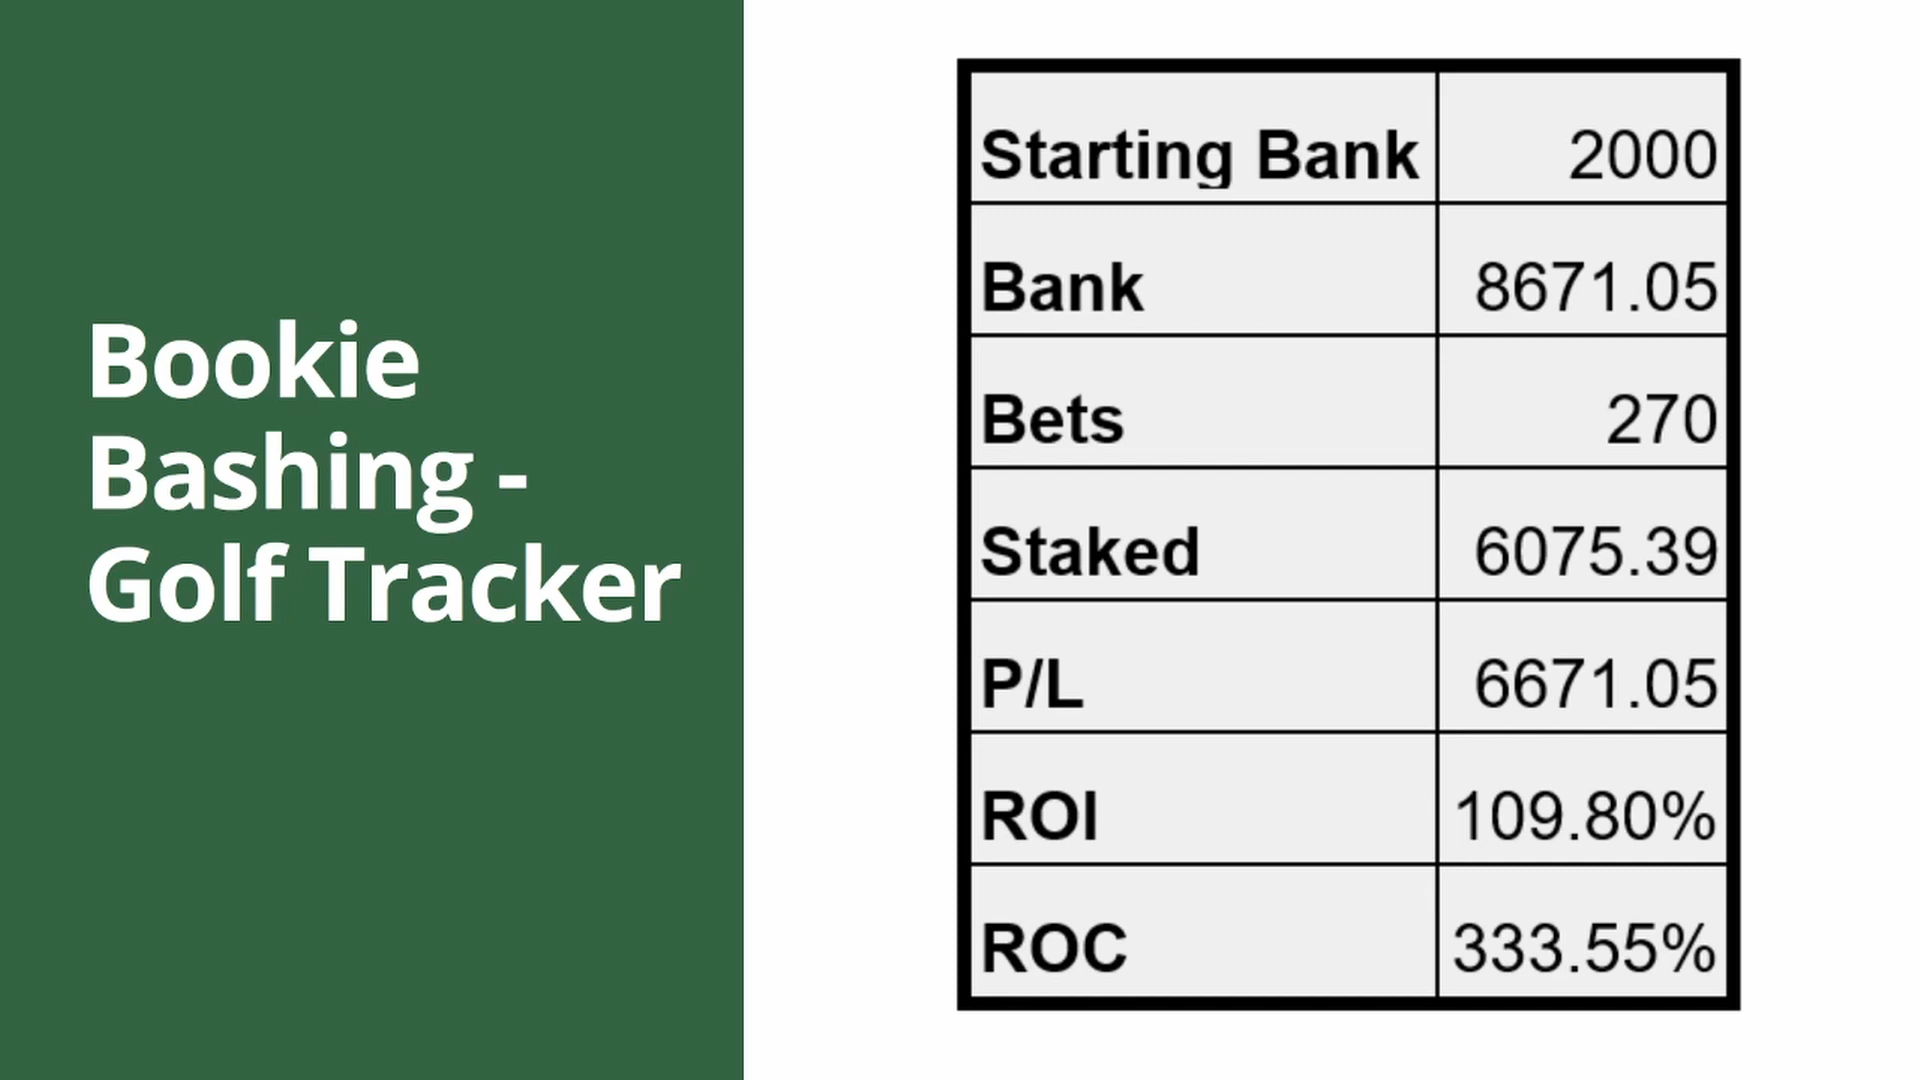 Bookie
Bashing -
Golf Tracker
Starting Bank 2000
Bank 8671.05
Bets 270
Staked 6075.39
P/L 6671.05
ROI 109.80%
ROC 333.55%